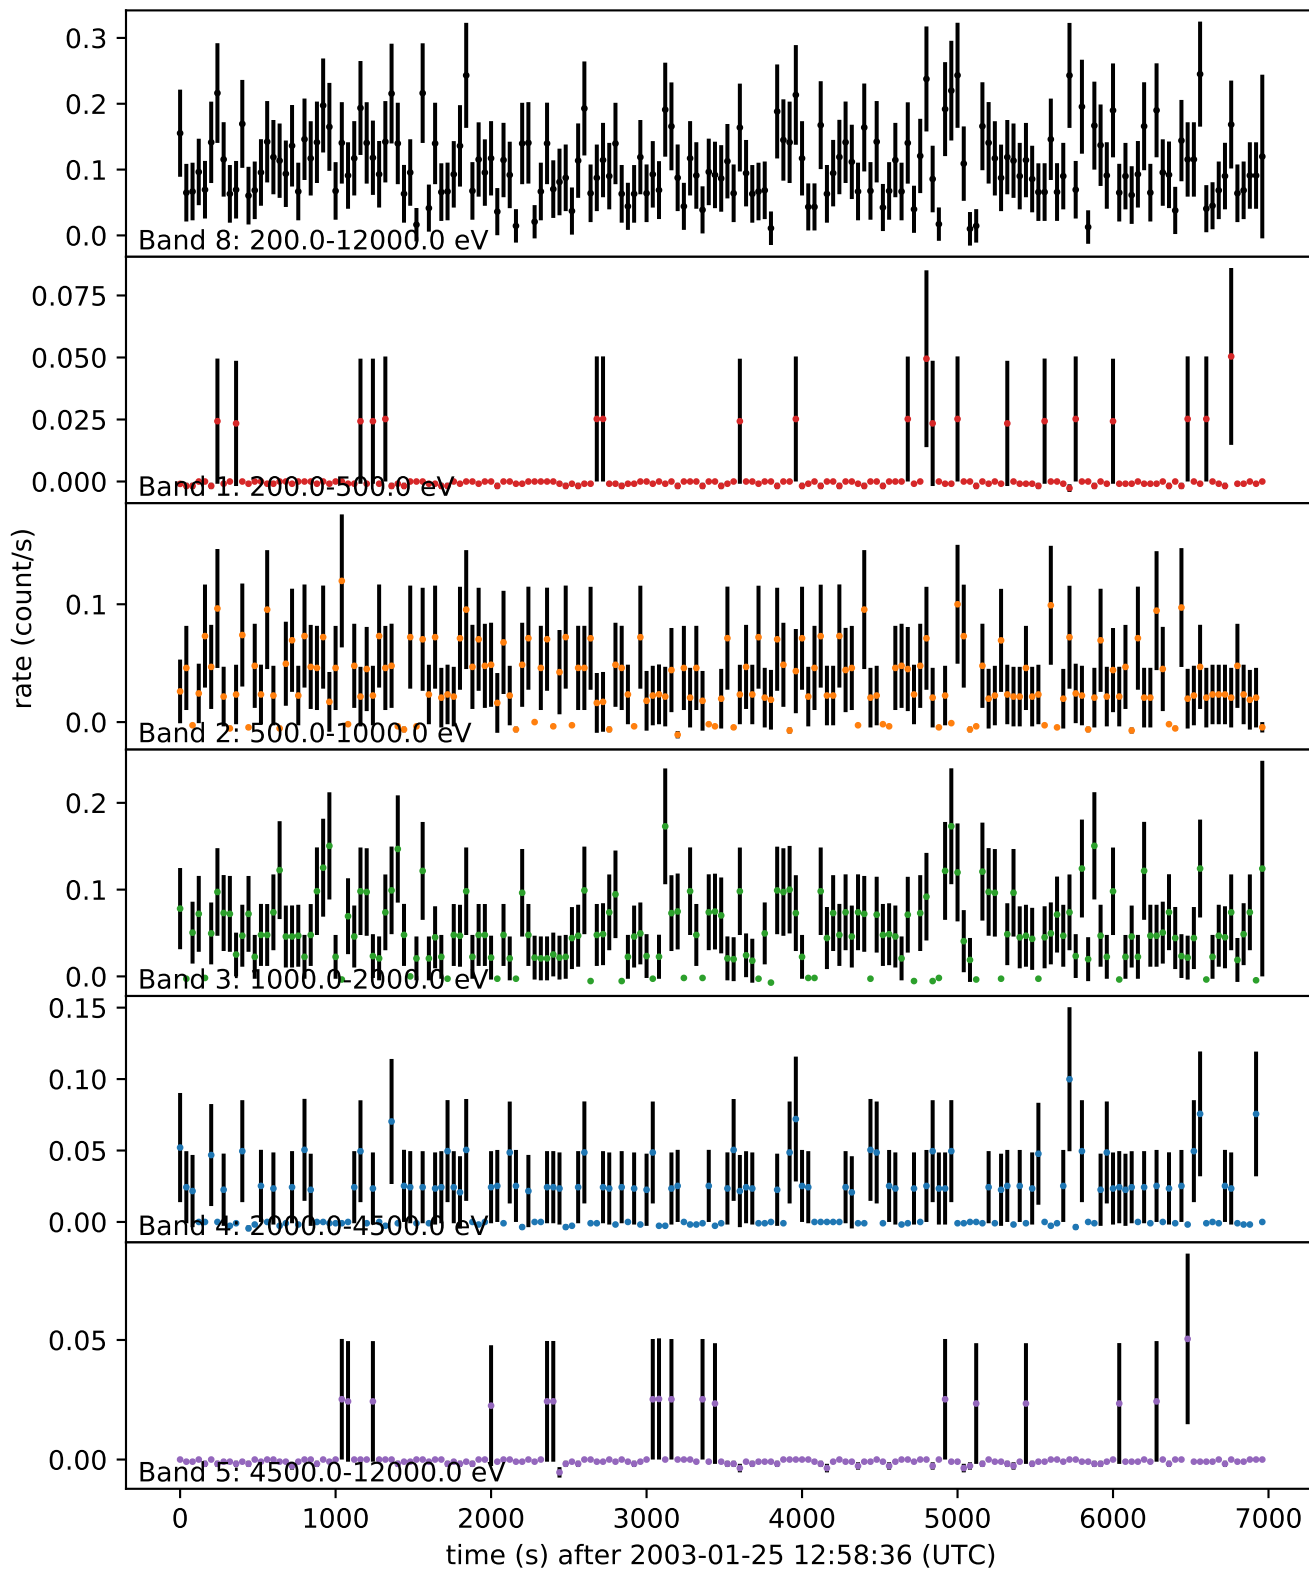 0.3
0.2
0.1
0.0
Band 8: 200.0-12000.0 eV
0.075
0.050
0.025
0.000
Band 1: 200.0-500.0 eV
rate (count/s)
0.1
0.0
Band 2: 500.0-1000.0 eV
0.2
0.1
0.0
Band 3: 1000.0-2000.0 eV
0.15
0.10
0.05
0.00
Band 4: 2000.0-4500.0 eV
0.05
0.00
Band 5: 4500.0-12000.0 eV
0 1000 2000 3000 4000 5000 6000 7000
time (s) after 2003-01-25 12:58:36 (UTC)